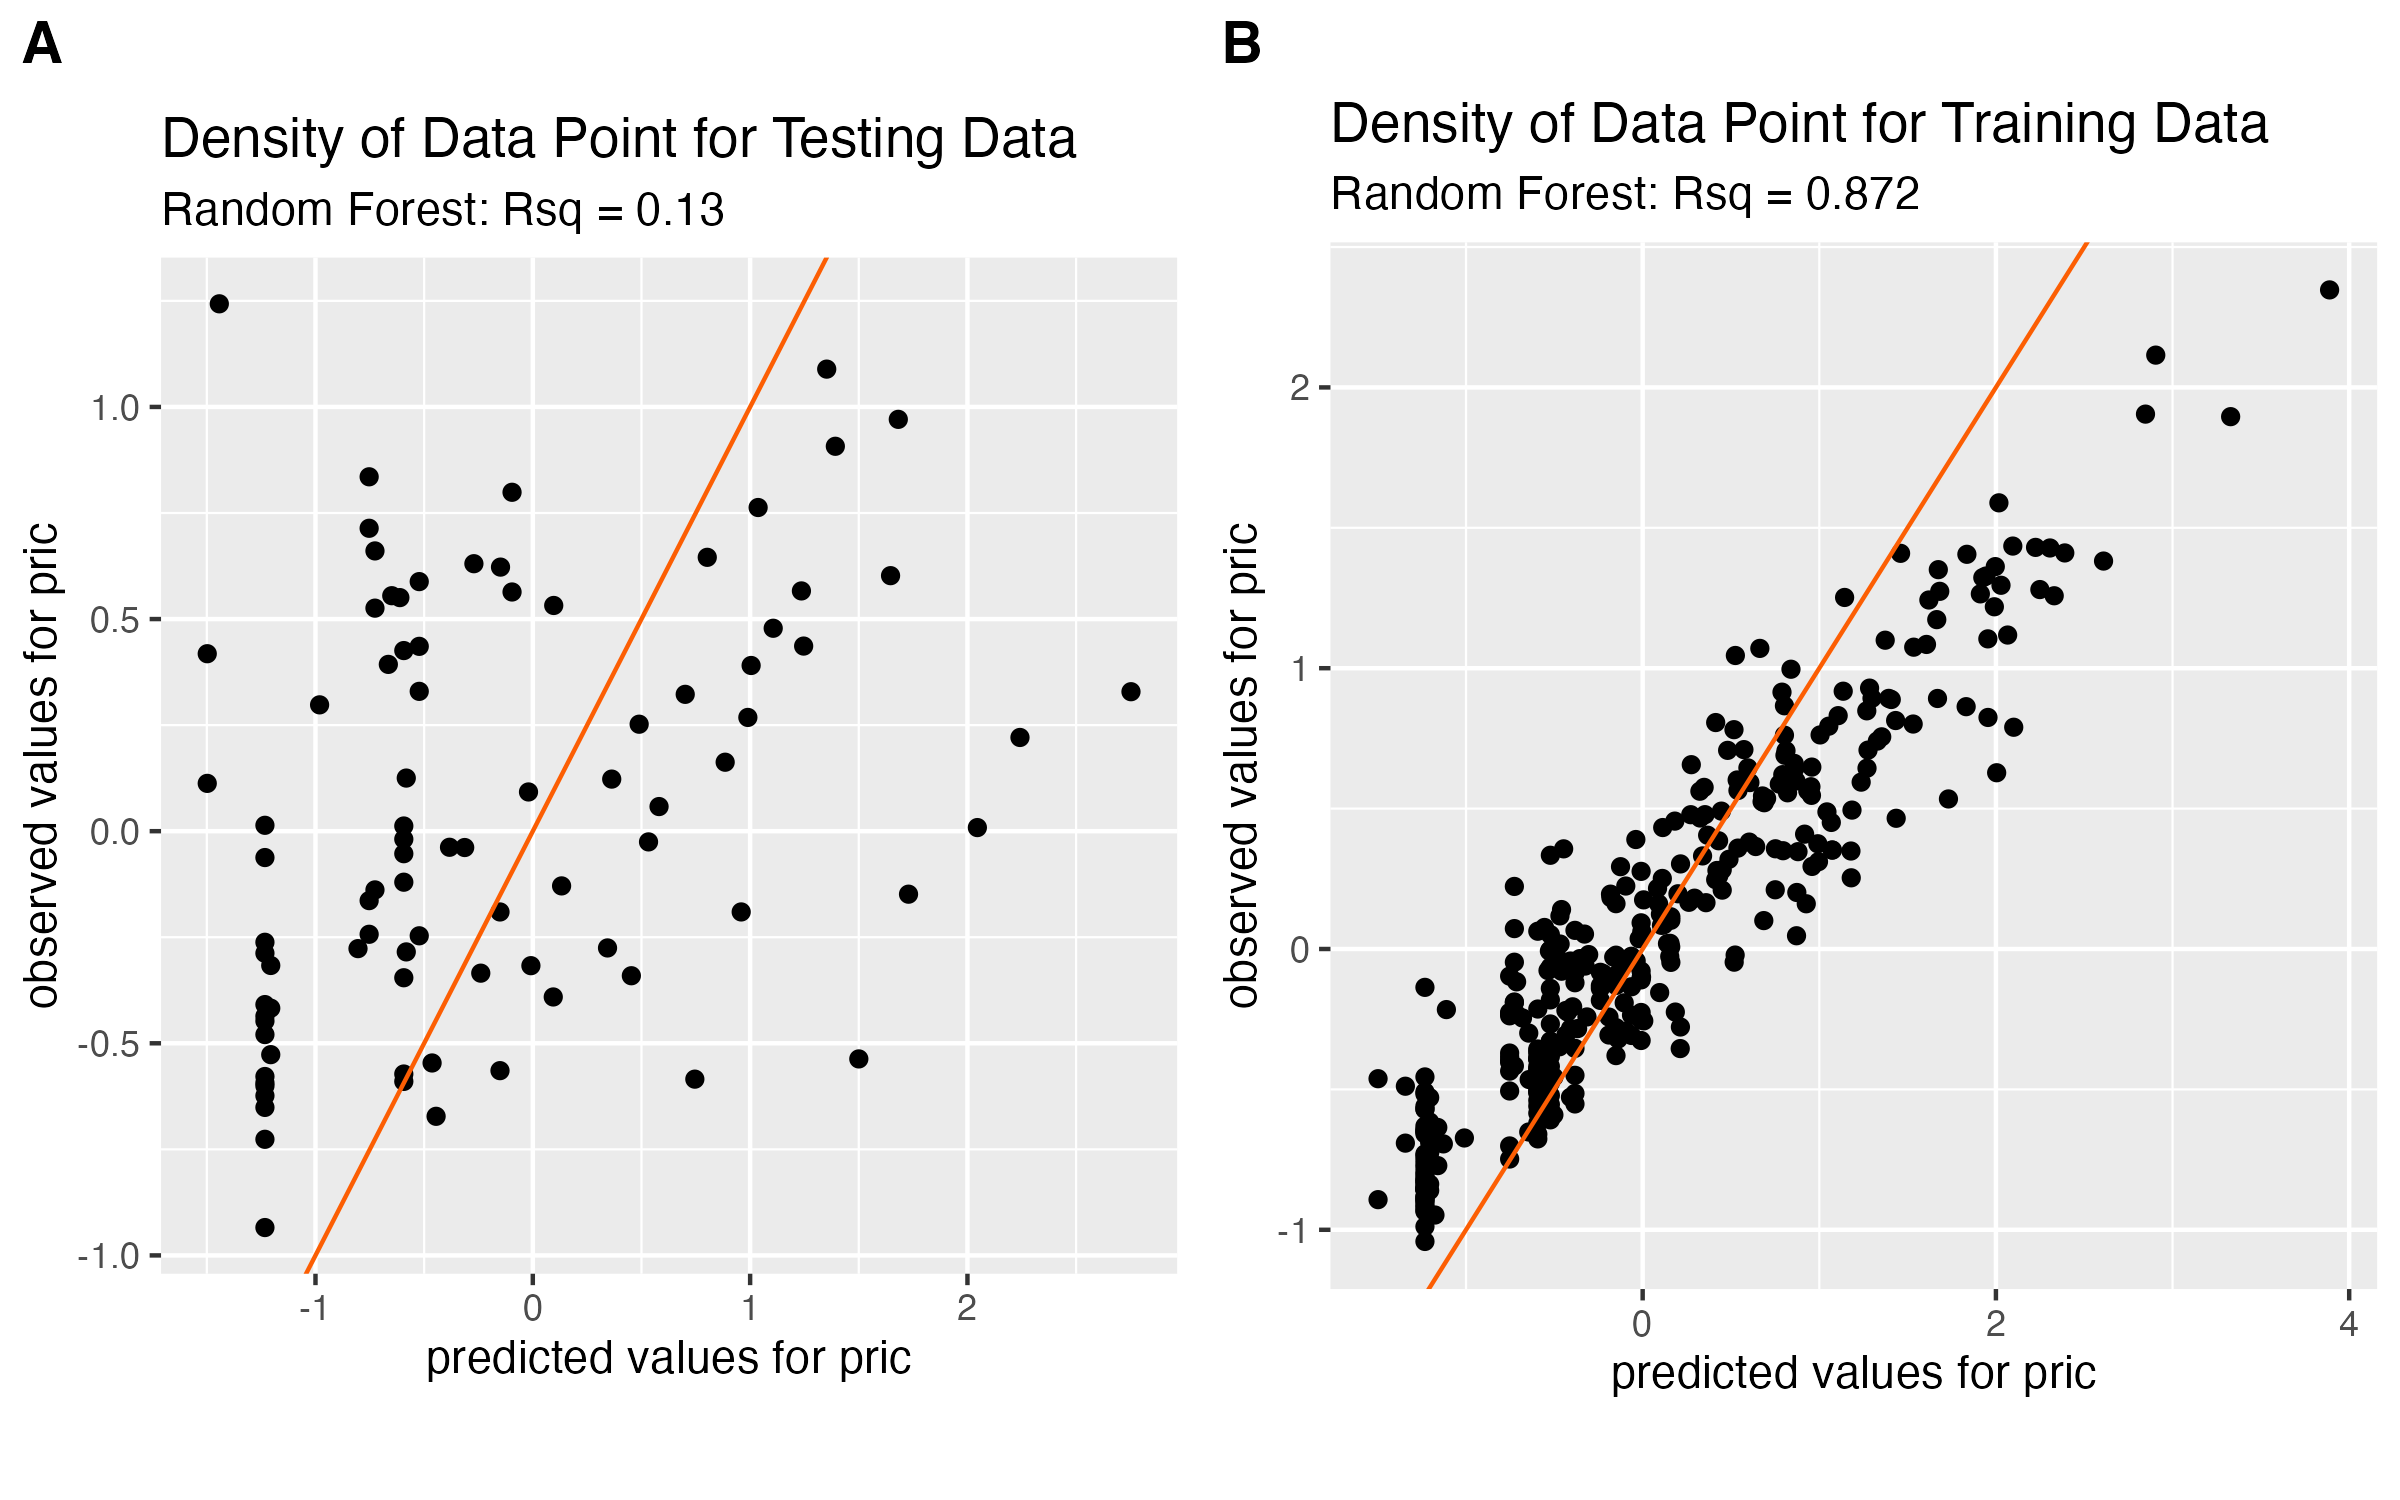 A
Density of Data Point for Testing Data
Random Forest: Rsq = 0.13
observed values for pric
1.0
0.5
0.0
-0.5
-1.0
-1 0 1 2
predicted values for pric
B
Density of Data Point for Training Data
Random Forest: Rsq = 0.872
observed values for pric
2
1
0
-1
0 2 4
predicted values for pric